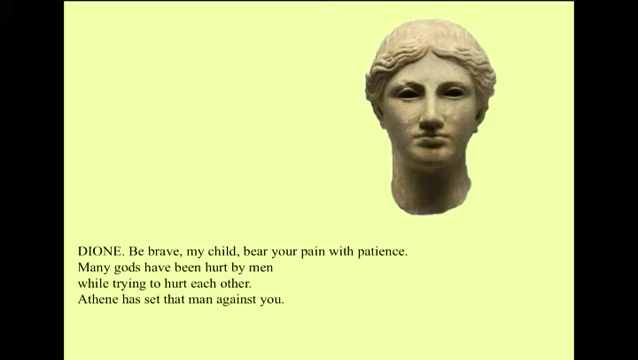 DIONE. Be brave, my child, bear your pain with patience.
Many gods have been hurt by men
while trying to hurt each other.
Athene has set that man against you.